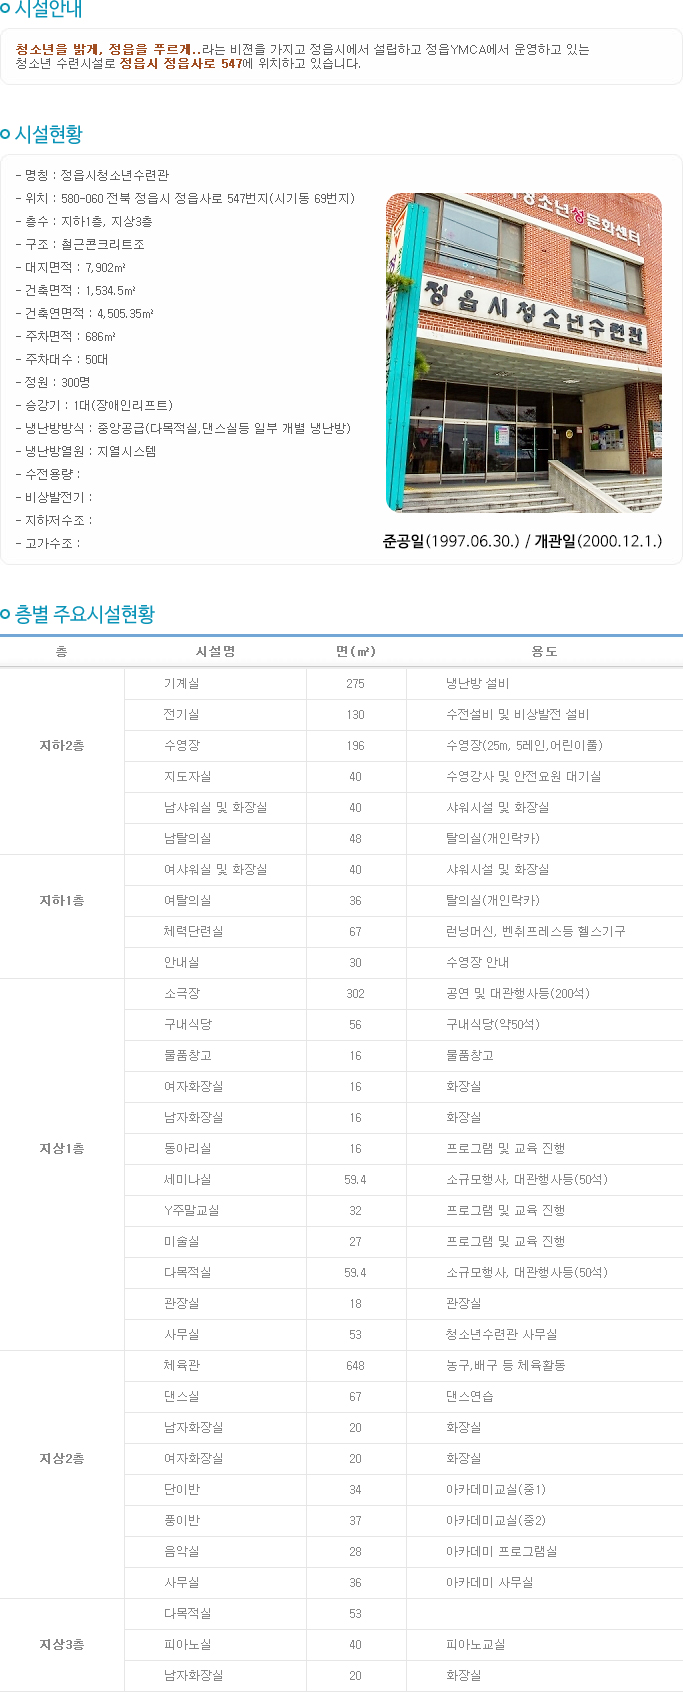 시설안내
청소년을 밝게, 정읍을 푸르게..라는 비젼을 가지고 정읍시에서 설립하고 정읍YMCA에서 운영하고 있는
청소년 수련시설로 정읍시 정읍사로 547에 위치하고 있습니다.
시설현황
- 명칭 : 정읍시청소년수련관
- 위치 : 580-060 전북 정읍시 정읍사로 547번지(시기동 69번지)
- 층수 : 지하1층, 지상3층
- 구조 : 철근콘크리트조
- 대지면적 : 7,902㎡
- 건축면적 : 1,534.5㎡
- 건축연면적 : 4,505.35㎡
- 주차면적 : 686㎡
- 주차대수 : 50대
- 정원 : 300명
- 승강기 : 1대(장애인리프트)
- 냉난방방식 : 중앙공급(다목적실,댄스실등 일부 개별 냉난방)
- 냉난방열원 : 지열시스템
- 수전용량 :
- 비상발전기 :
- 지하저수조 :
- 고가수조 :
청소년성문화센터
정읍시청소년수련관
준공일(1997.06.30.) / 개관일(2000.12.1.)
층별 주요시설현황
층 시설명 면(㎡) 용도
기계실 275 냉난방 설비
전기실 130 수전설비 및 비상발전 설비
지하2층 수영장 196 수영장(25m, 5레인,어린이풀)
지도자실 40 수영강사 및 안전요원 대기실
남샤워실 및 화장실 40 샤워시설 및 화장실
남탈의실 48 탈의실(개인락카)
여샤워실 및 화장실 40 샤워시설 및 화장실
지하1층 여탈의실 36 탈의실(개인락카)
체력단련실 67 런닝머신, 벤취프레스등 헬스기구
안내실 30 수영장 안내
소극장 302 공연 및 대관행사등(200석)
구내식당 56 구내식당(약50석)
물품창고 16 물품창고
여자화장실 16 화장실
남자화장실 16 화장실
지상1층 동아리실 16 프로그램 및 교육 진행
세미나실 59.4 소규모행사, 대관행사등(50석)
Y주말교실 32 프로그램 및 교육 진행
미술실 27 프로그램 및 교육 진행
다목적실 59.4 소규모행사, 대관행사등(50석)
관장실 18 관장실
사무실 53 청소년수련관 사무실
체육관 648 농구,배구 등 체육활동
댄스실 67 댄스연습
남자화장실 20 화장실
지상2층 여자화장실 20 화장실
단이반 34 아카데미교실(중1)
풍이반 37 아카데미교실(중2)
음악실 28 아카데미 프로그램실
사무실 36 아카데미 사무실
다목적실 53
지상3층 피아노실 40 피아노교실
남자화장실 20 화장실